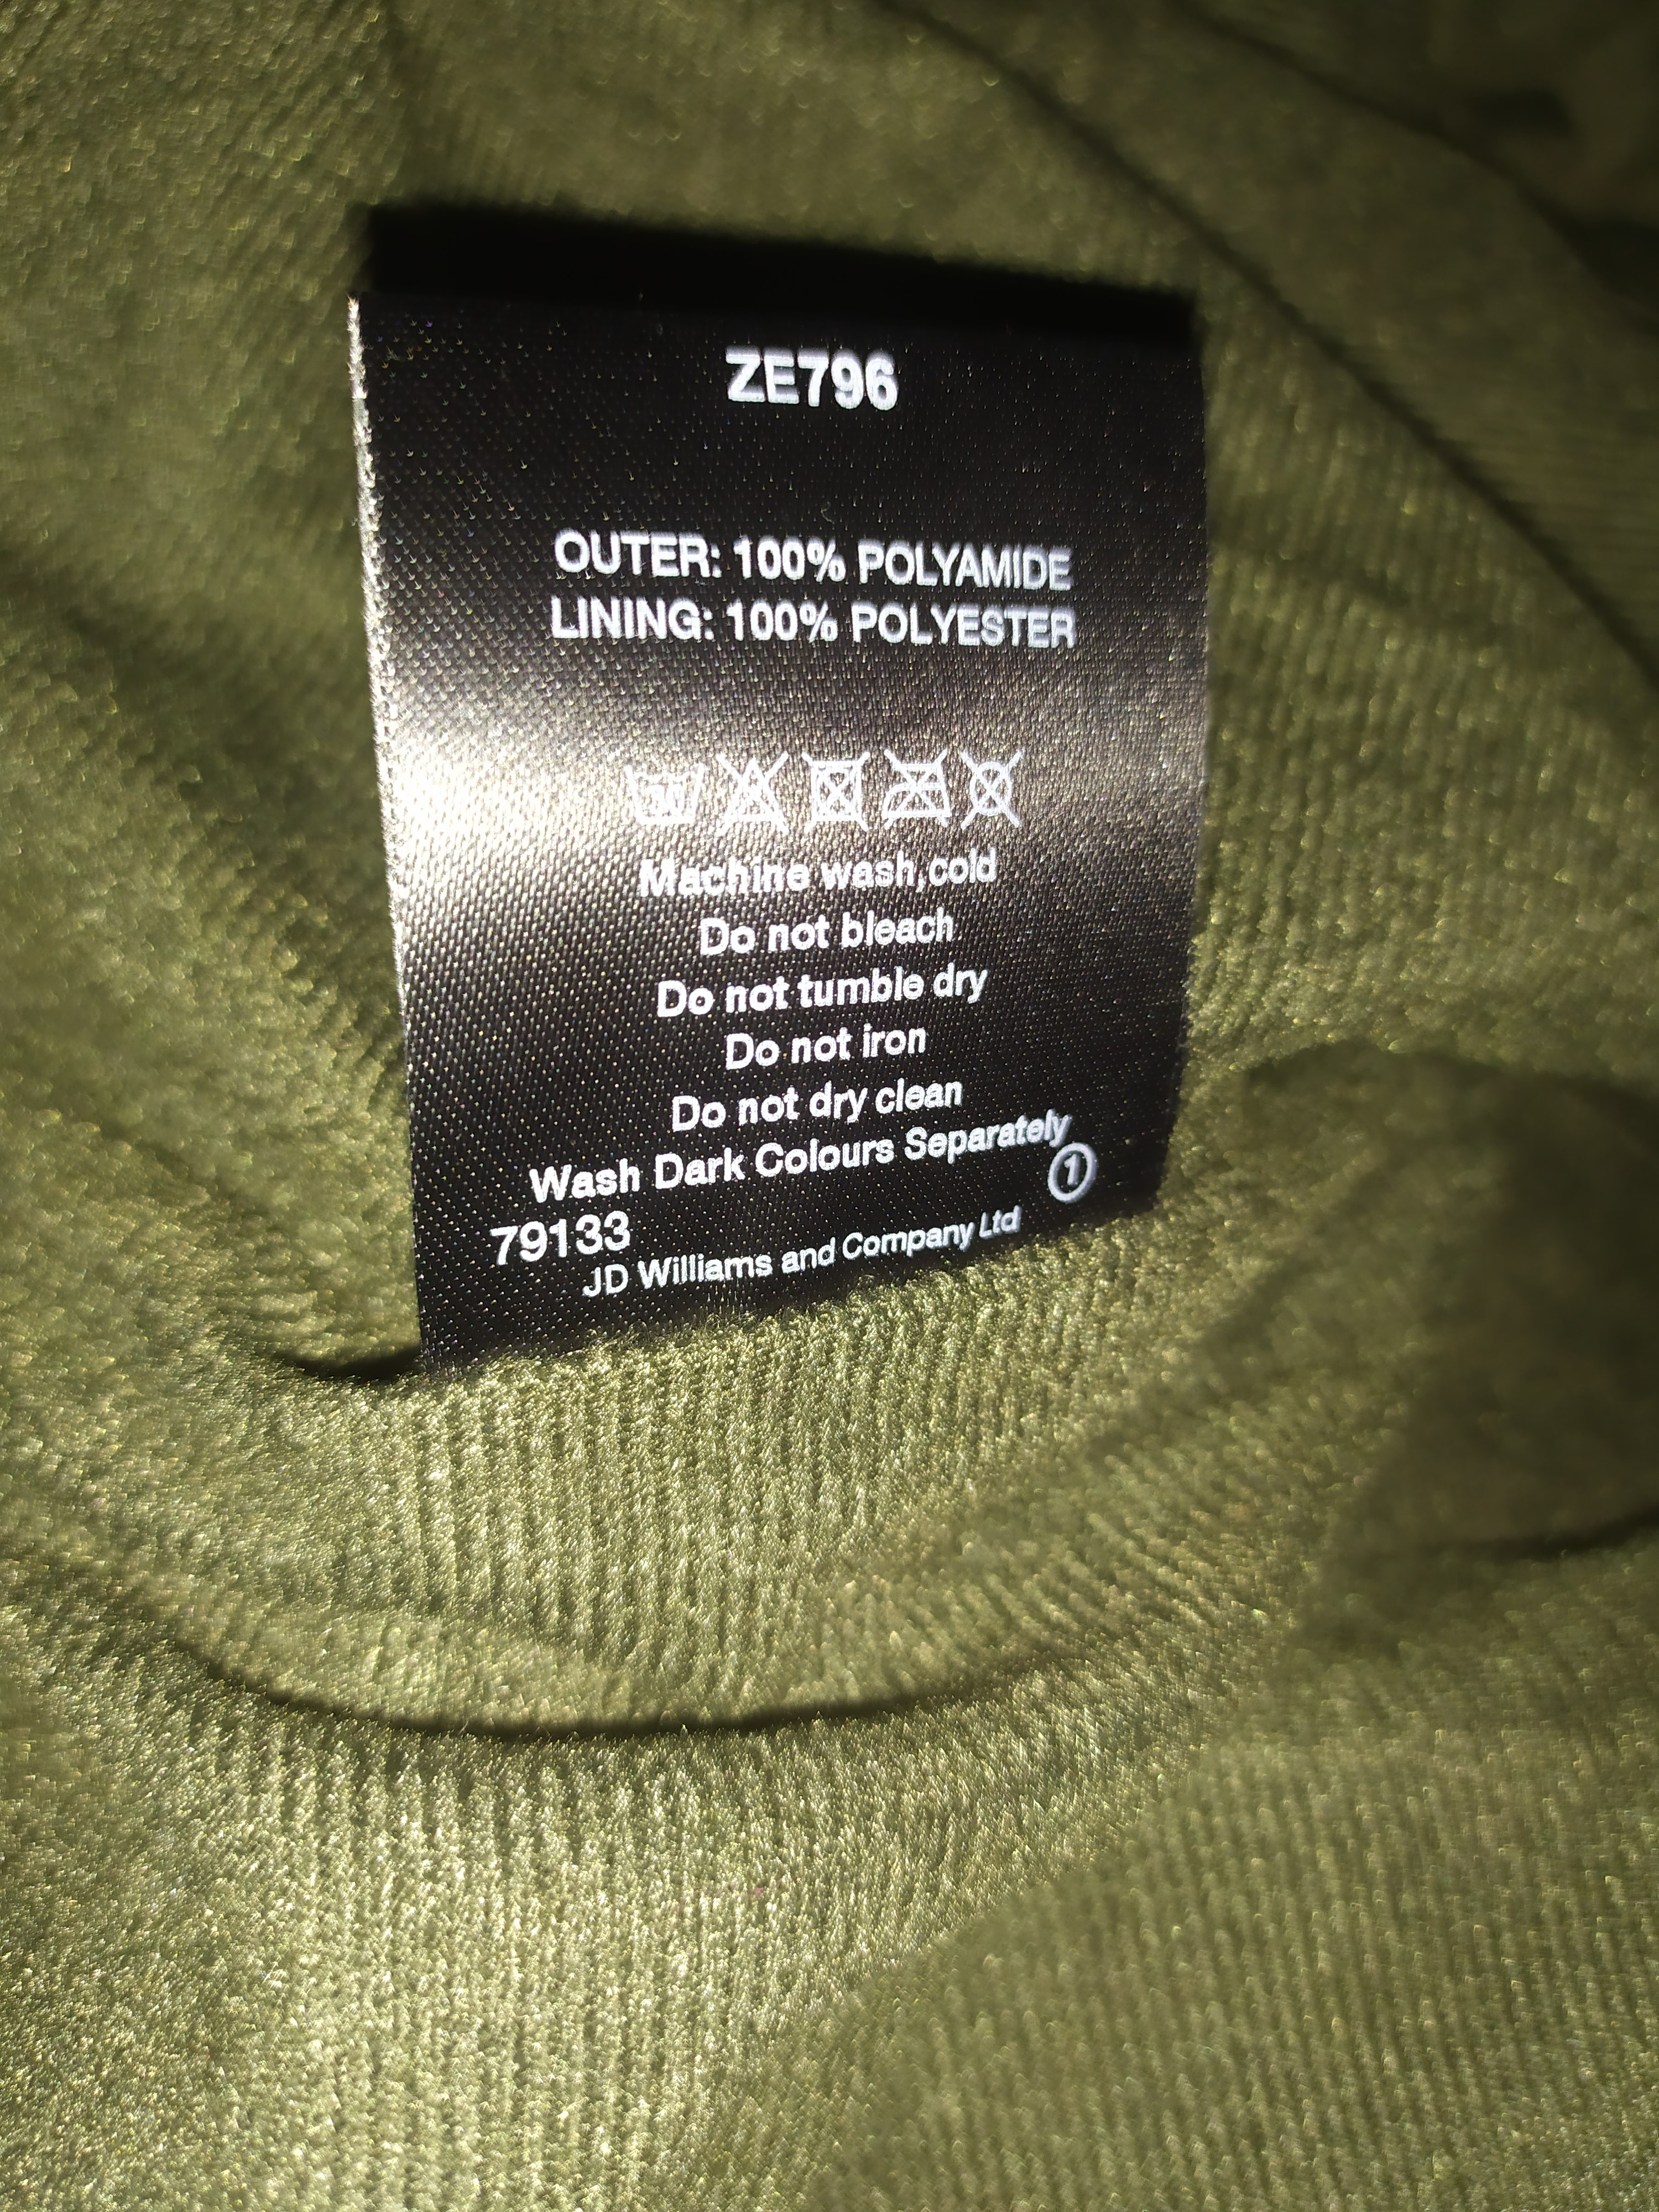 ZE796
OUTER: 100% POLYAMIDE
LINING: 100% POLYESTER
30
Machine wash,cold
Do not bleach
Do not tumble dry
Do not iron
Do not dry clean
Wash Dark Colours Separately
1
79133
JD Williams and Company Ltd